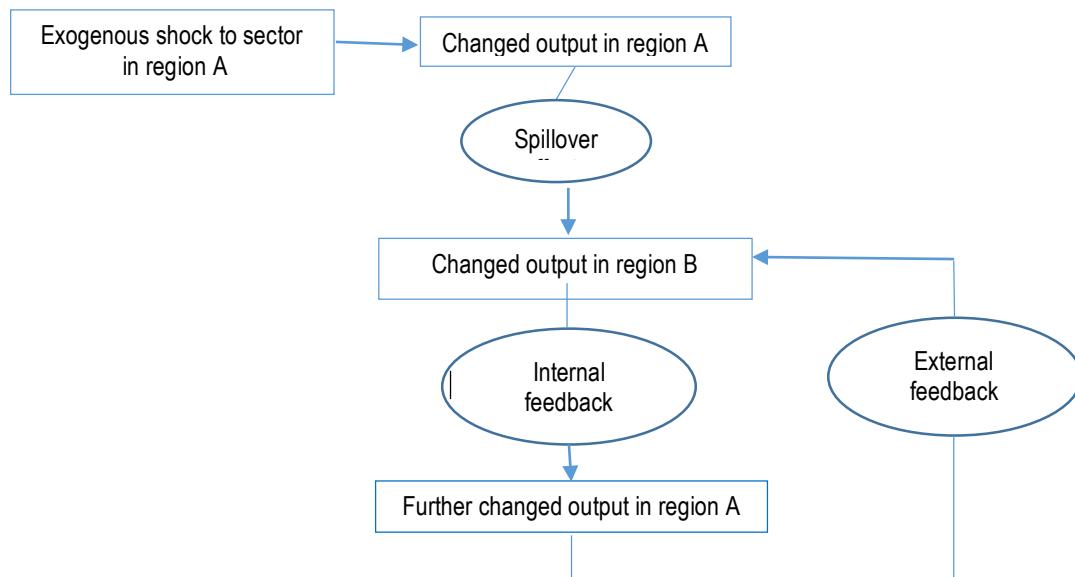 Exogenous shock to sector
in region A
Changed output in region A
Spillover
Changed output in region B
Internal
feedback
External
feedback
Further changed output in region A